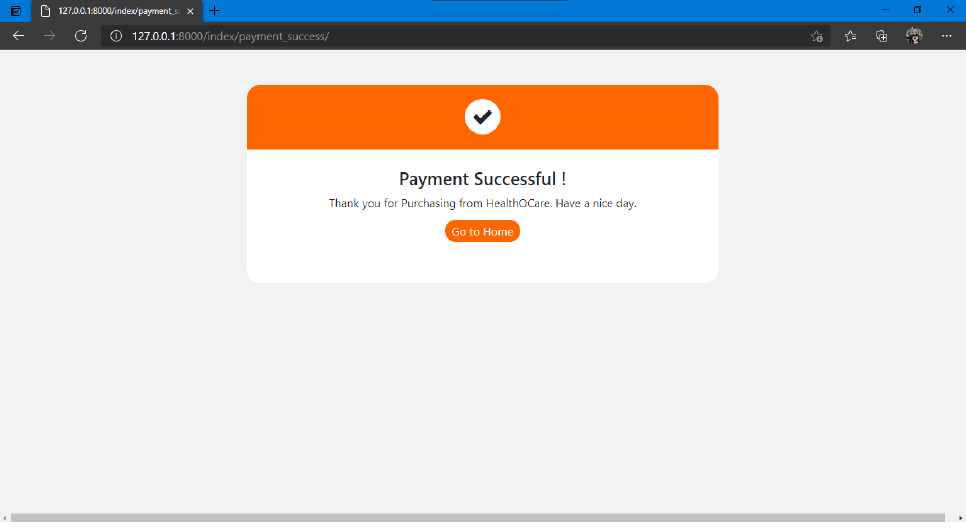 127.0.0.1:8000/index/payment_s
127.0.0.1:8000/index/payment_success/
Payment Successful !
Thank you for Purchasing from HealthOCare. Have a nice day.
Go to Home